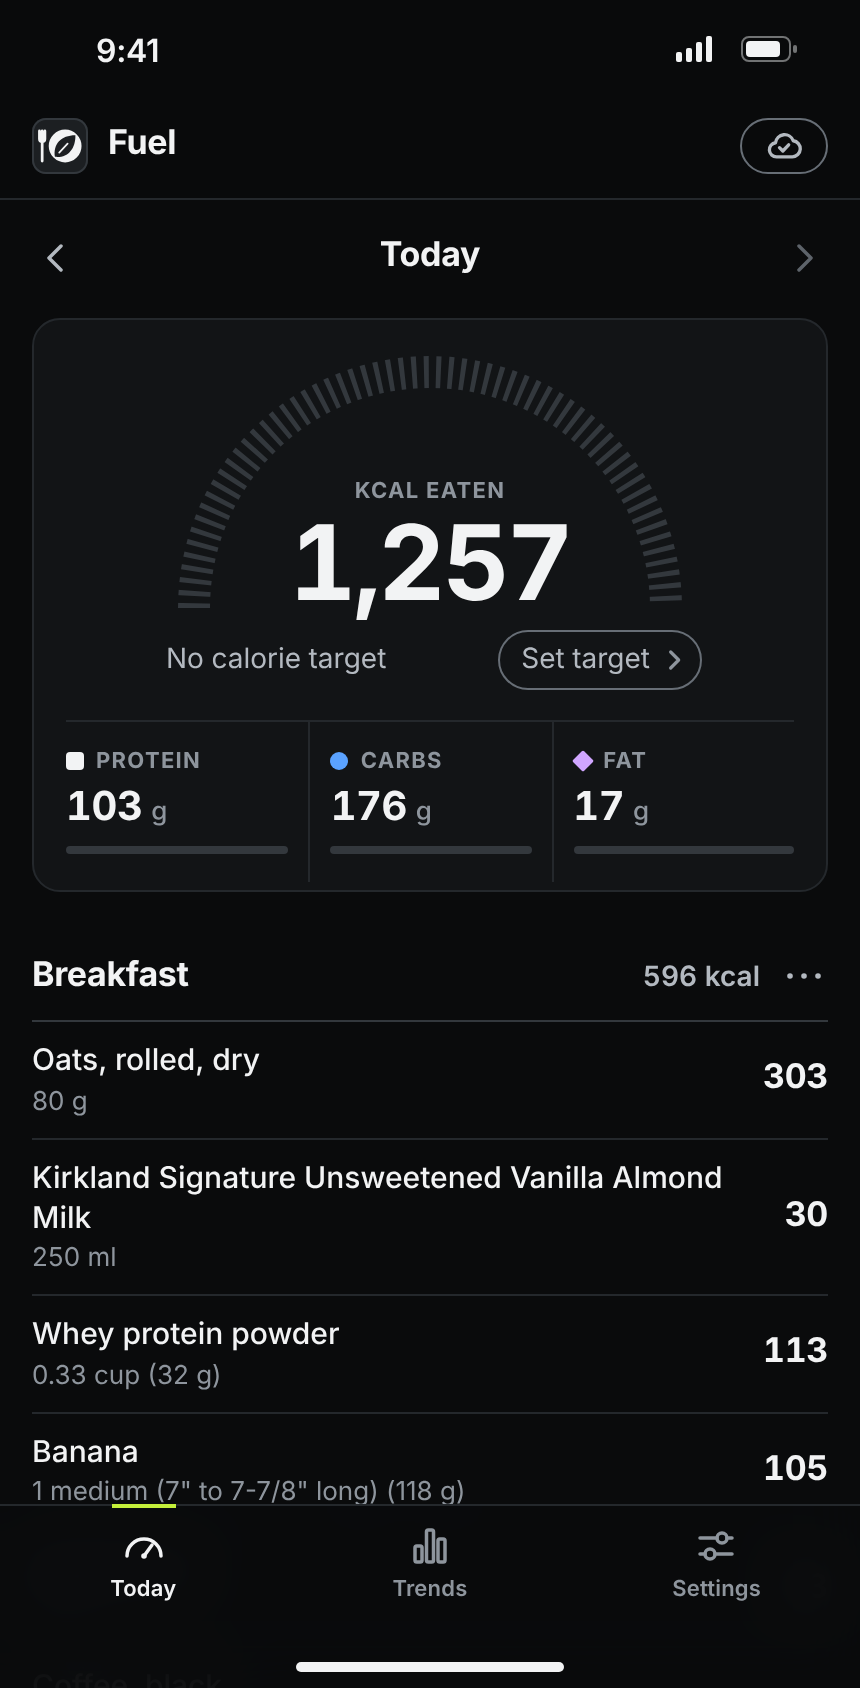 9:41
Fuel
Today
KCAL EATEN
1,257
No calorie target
Set target
PROTEIN
103 g
CARBS
176 g
FAT
17 g
Breakfast
596 kcal
Oats, rolled, dry
80 g
303
Kirkland Signature Unsweetened Vanilla Almond
Milk
250 ml
30
Whey protein powder
0.33 cup (32 g)
113
Banana
1 medium (7" to 7-7/8" long) (118 g)
105
Today
Trends
Settings
Coffee, black